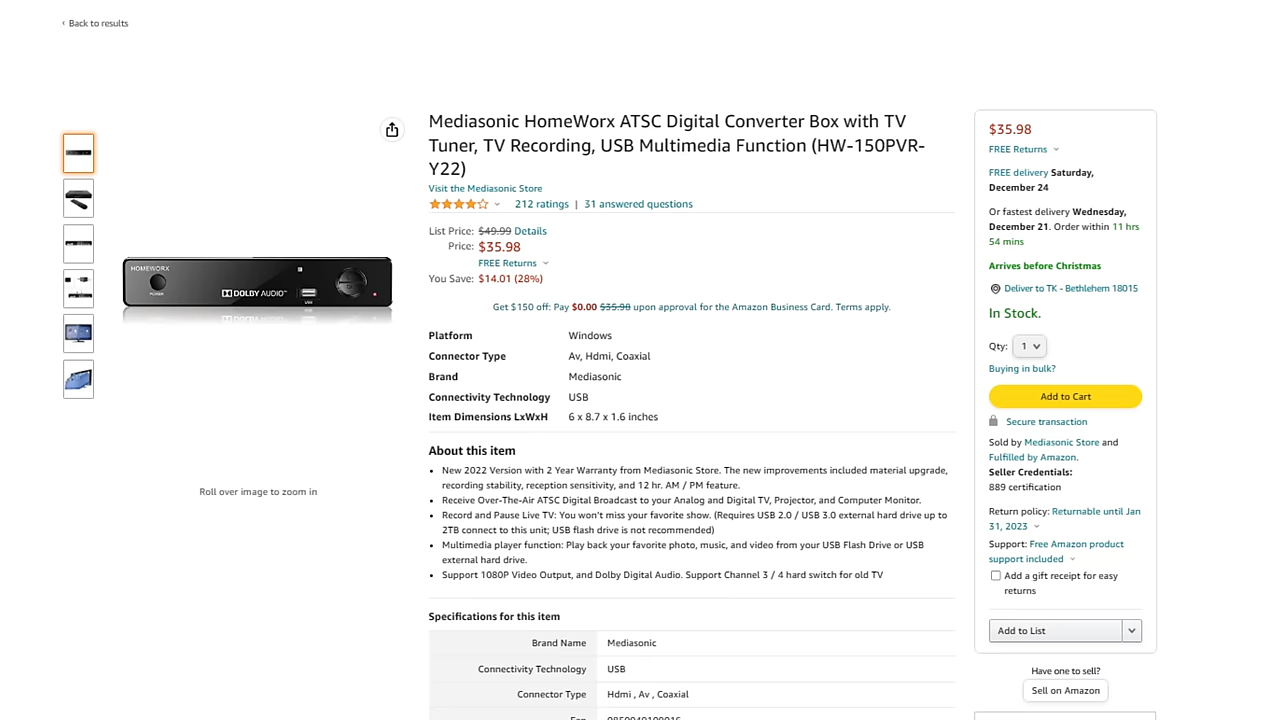 ‹ Back to results
Mediasonic HomeWorx ATSC Digital Converter Box with TV
Tuner, TV Recording, USB Multimedia Function (HW-150PVR-
Y22)
Visit the Mediasonic Store
212 ratings | 31 answered questions
List Price: $49.99 Details
Price: $35.98
FREE Returns
You Save: $14.01 (28%)
Get $150 off: Pay $0.00 $35.98 upon approval for the Amazon Business Card. Terms apply.
Platform Windows
Connector Type Av, Hdmi, Coaxial
Brand Mediasonic
Connectivity Technology USB
Item Dimensions LxWxH 6 x 8.7 x 1.6 inches
About this item
• New 2022 Version with 2 Year Warranty from Mediasonic Store. The new improvements included material upgrade,
recording stability, reception sensitivity, and 12 hr. AM / PM feature.
• Receive Over-The-Air ATSC Digital Broadcast to your Analog and Digital TV, Projector, and Computer Monitor.
• Record and Pause Live TV: You won't miss your favorite show. (Requires USB 2.0 / USB 3.0 external hard drive up to
2TB connect to this unit; USB flash drive is not recommended)
• Multimedia player function: Play back your favorite photo, music, and video from your USB Flash Drive or USB
external hard drive.
• Support 1080P Video Output, and Dolby Digital Audio. Support Channel 3 / 4 hard switch for old TV
Specifications for this item
Brand Name Mediasonic
Connectivity Technology USB
Connector Type Hdmi , Av , Coaxial
HOMEWORX
POWER
DOLBY AUDIO™
USB
Roll over image to zoom in
$35.98
FREE Returns
FREE delivery Saturday,
December 24
Or fastest delivery Wednesday,
December 21. Order within 11 hrs
54 mins
Arrives before Christmas
Deliver to TK - Bethlehem 18015
In Stock.
Qty: 1
Buying in bulk?
Add to Cart
Secure transaction
Sold by Mediasonic Store and
Fulfilled by Amazon.
Seller Credentials:
889 certification
Return policy: Returnable until Jan
31, 2023
Support: Free Amazon product
support included
Add a gift receipt for easy
returns
Add to List
Have one to sell?
Sell on Amazon